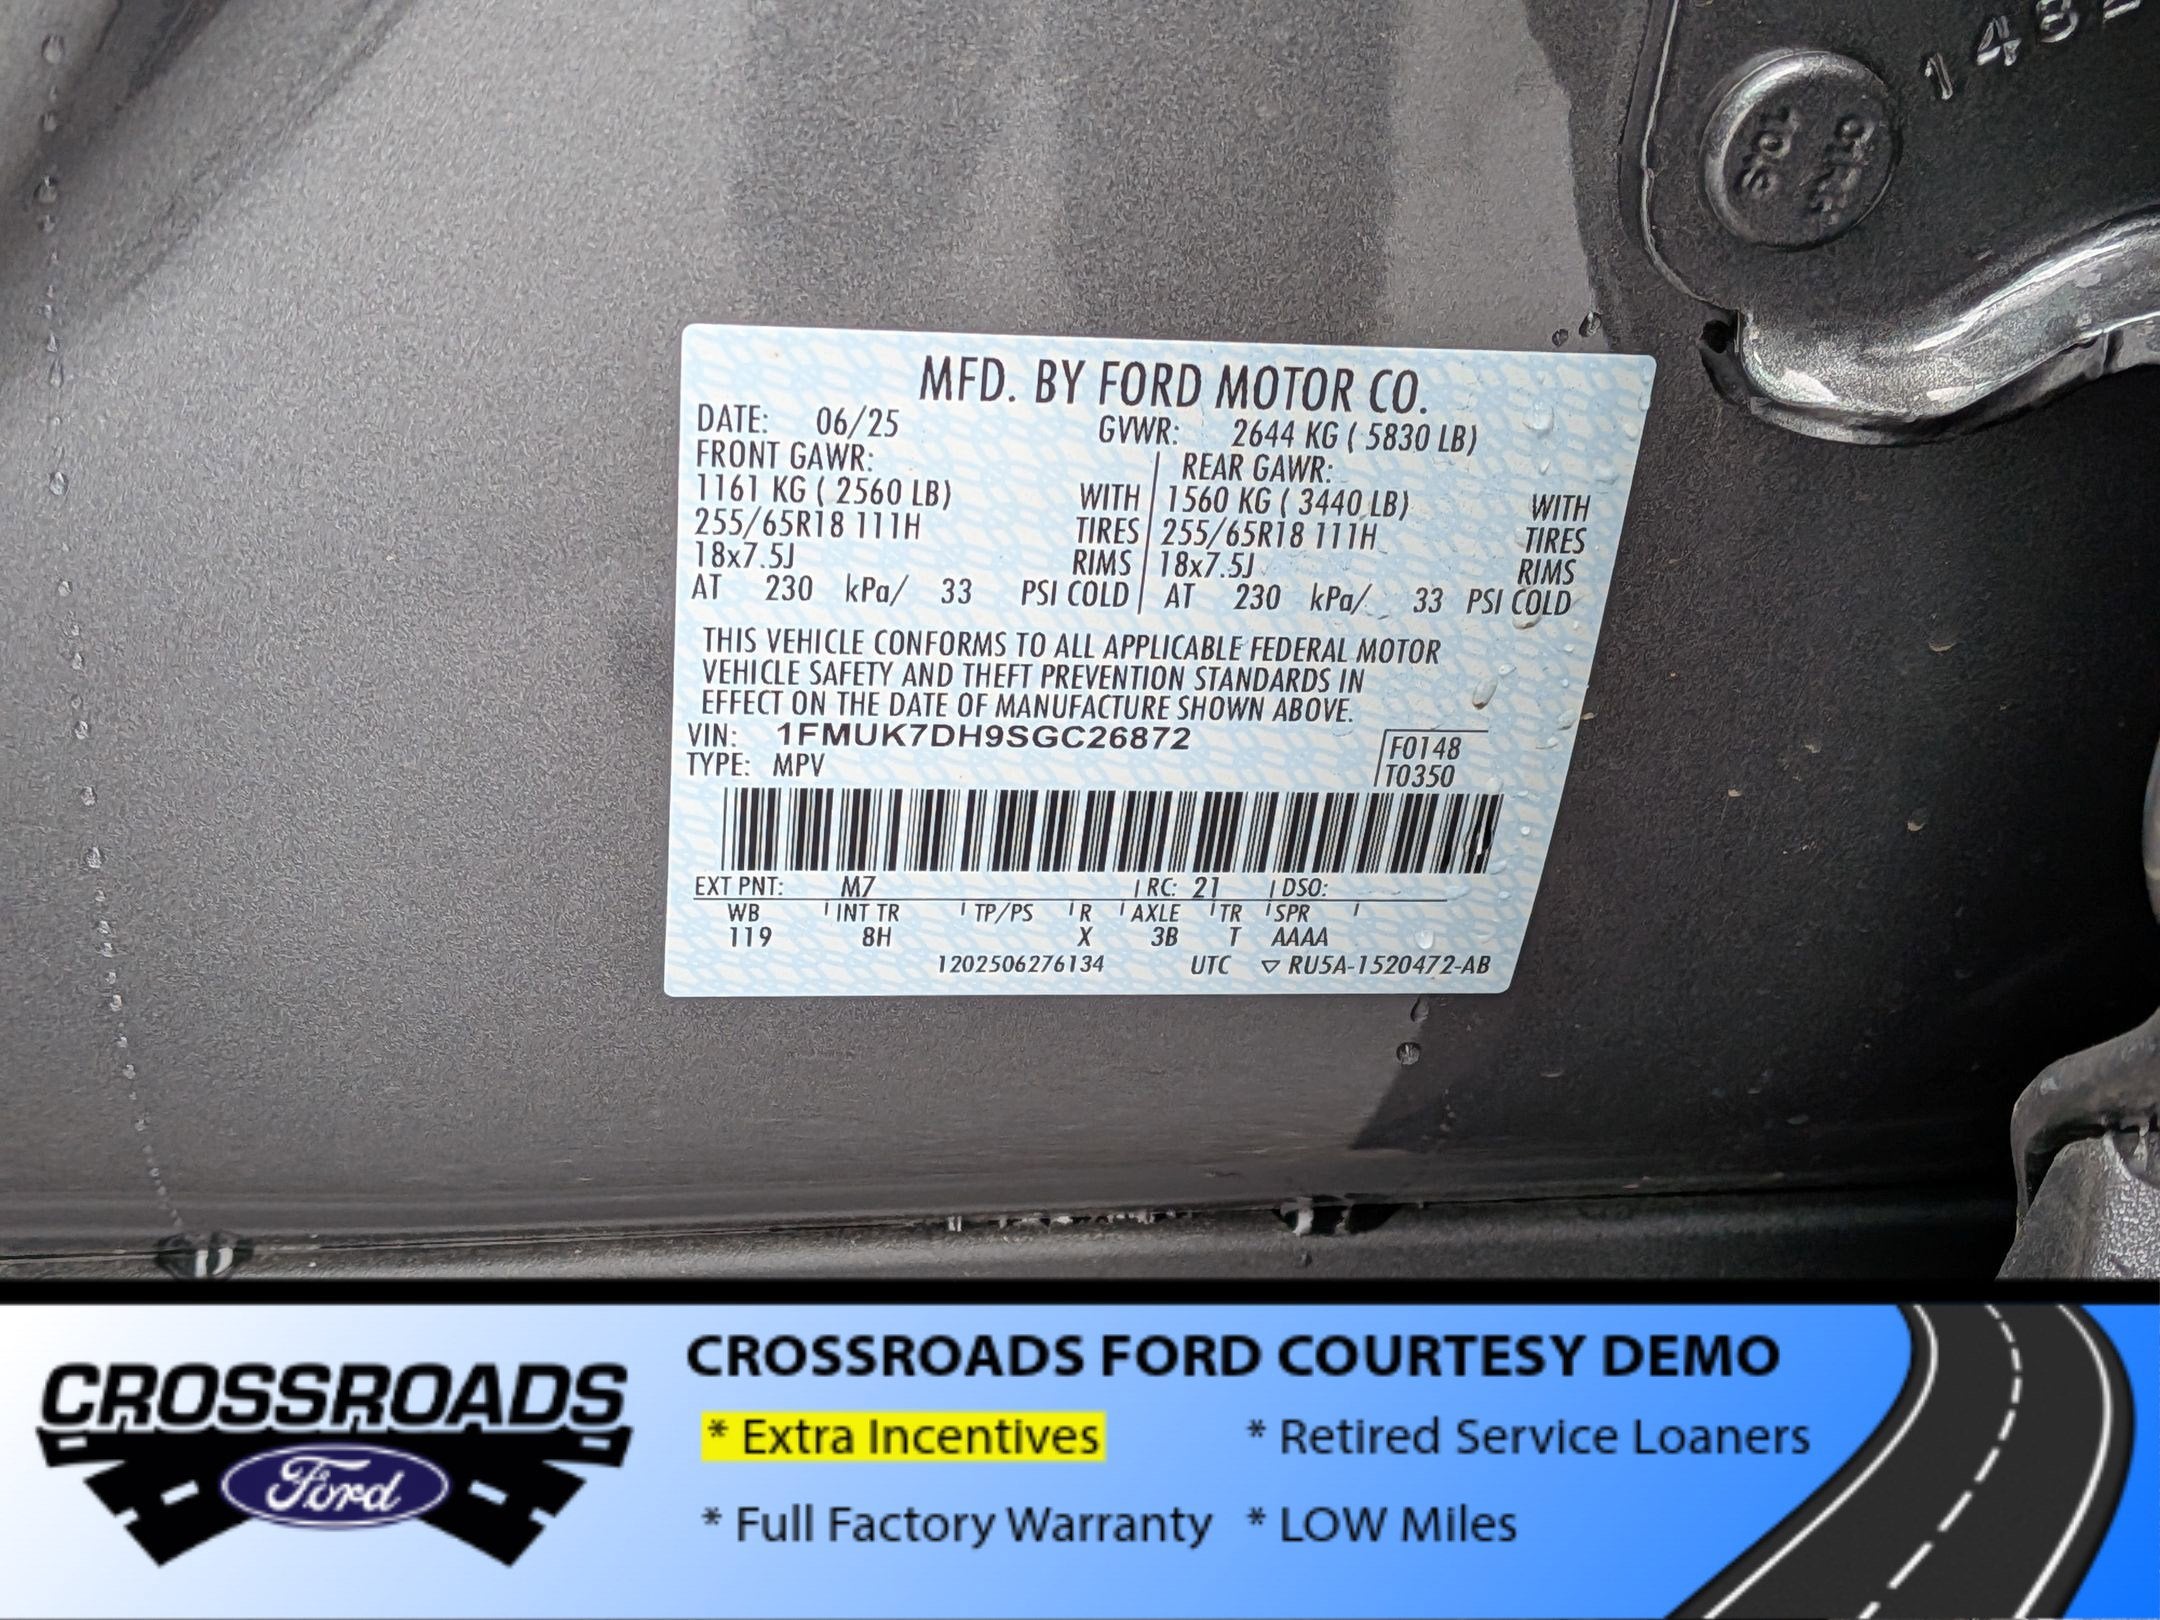 148
MFD. BY FORD MOTOR CO.
DATE: 06/25 GVWR: 2644 KG ( 5830 LB)
FRONT GAWR: REAR GAWR:
1161 KG ( 2560 LB) WITH 1560 KG ( 3440 LB) WITH
255/65R18 111H TIRES 255/65R18 111H TIRES
18x7.5J RIMS 18x7.5J RIMS
AT 230 kPa/ 33 PSI COLD AT 230 kPa/ 33 PSI COLD
THIS VEHICLE CONFORMS TO ALL APPLICABLE FEDERAL MOTOR
VEHICLE SAFETY AND THEFT PREVENTION STANDARDS IN
EFFECT ON THE DATE OF MANUFACTURE SHOWN ABOVE.
VIN: 1FMUK7DH9SGC26872 F0148
TYPE: MPV T0350
EXT PNT: M7 RC: 21 DSO:
WB INT TR TP/PS R AXLE TR SPR
119 8H X 3B T AAAA
1202506276134 UTC ▽ RU5A-1520472-AB
CROSSROADS
Ford
CROSSROADS FORD COURTESY DEMO
* Extra Incentives * Retired Service Loaners
* Full Factory Warranty * LOW Miles